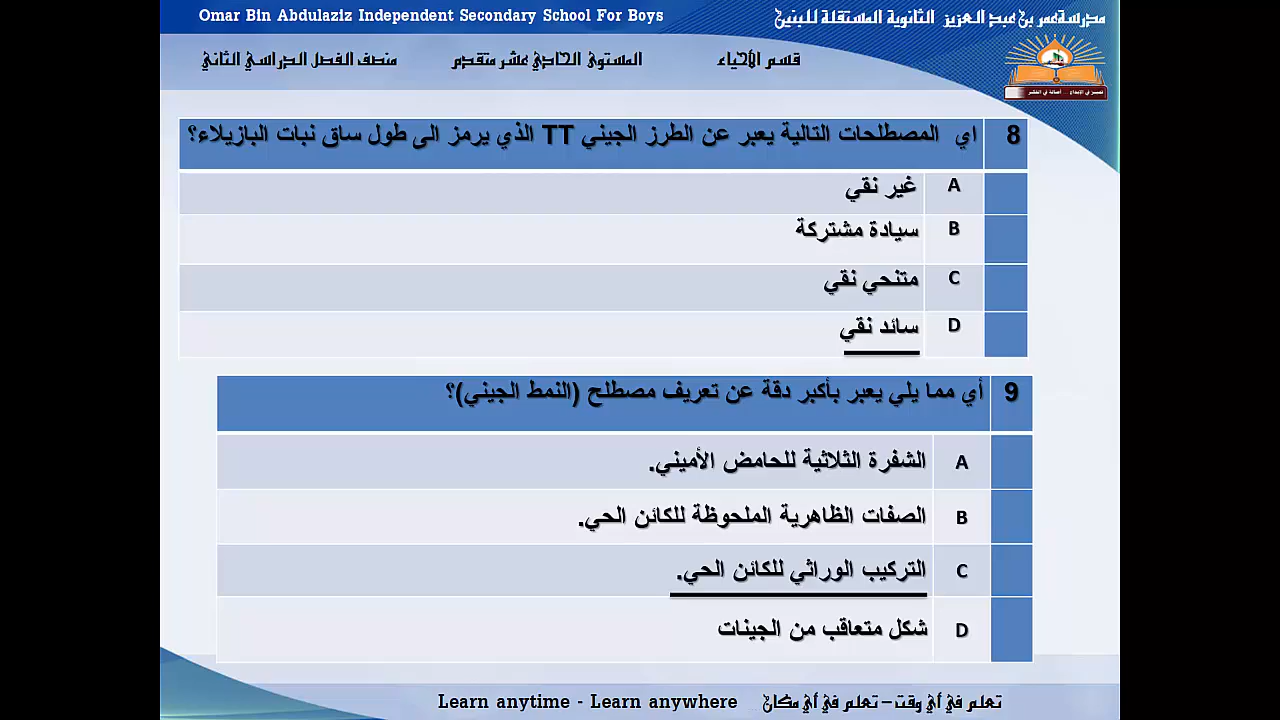 Omar Bin Abdulaziz Independent Secondary School For Boys
مدرسة عمر بن عبد العزيز الثانوية المستقلة للبنين
قسم الأحياء
المستوى الحادي عشر متقدم
منتصف الفصل الدراسي الثاني
8 اي المصطلحات التالية يعبر عن الطرز الجيني TT الذي يرمز الى طول ساق نبات البازيلاء؟
A غير نقي
B سيادة مشتركة
C متنحي نقي
D سائد نقي
9 أي مما يلي يعبر بأكبر دقة عن تعريف مصطلح (النمط الجيني)؟
A الشفرة الثلاثية للحامض الأميني.
B الصفات الظاهرية الملحوظة للكائن الحي.
C التركيب الوراثي للكائن الحي.
D شكل متعاقب من الجينات
Learn anytime - Learn anywhere
تعلم في أي وقت – تعلم في أي مكان